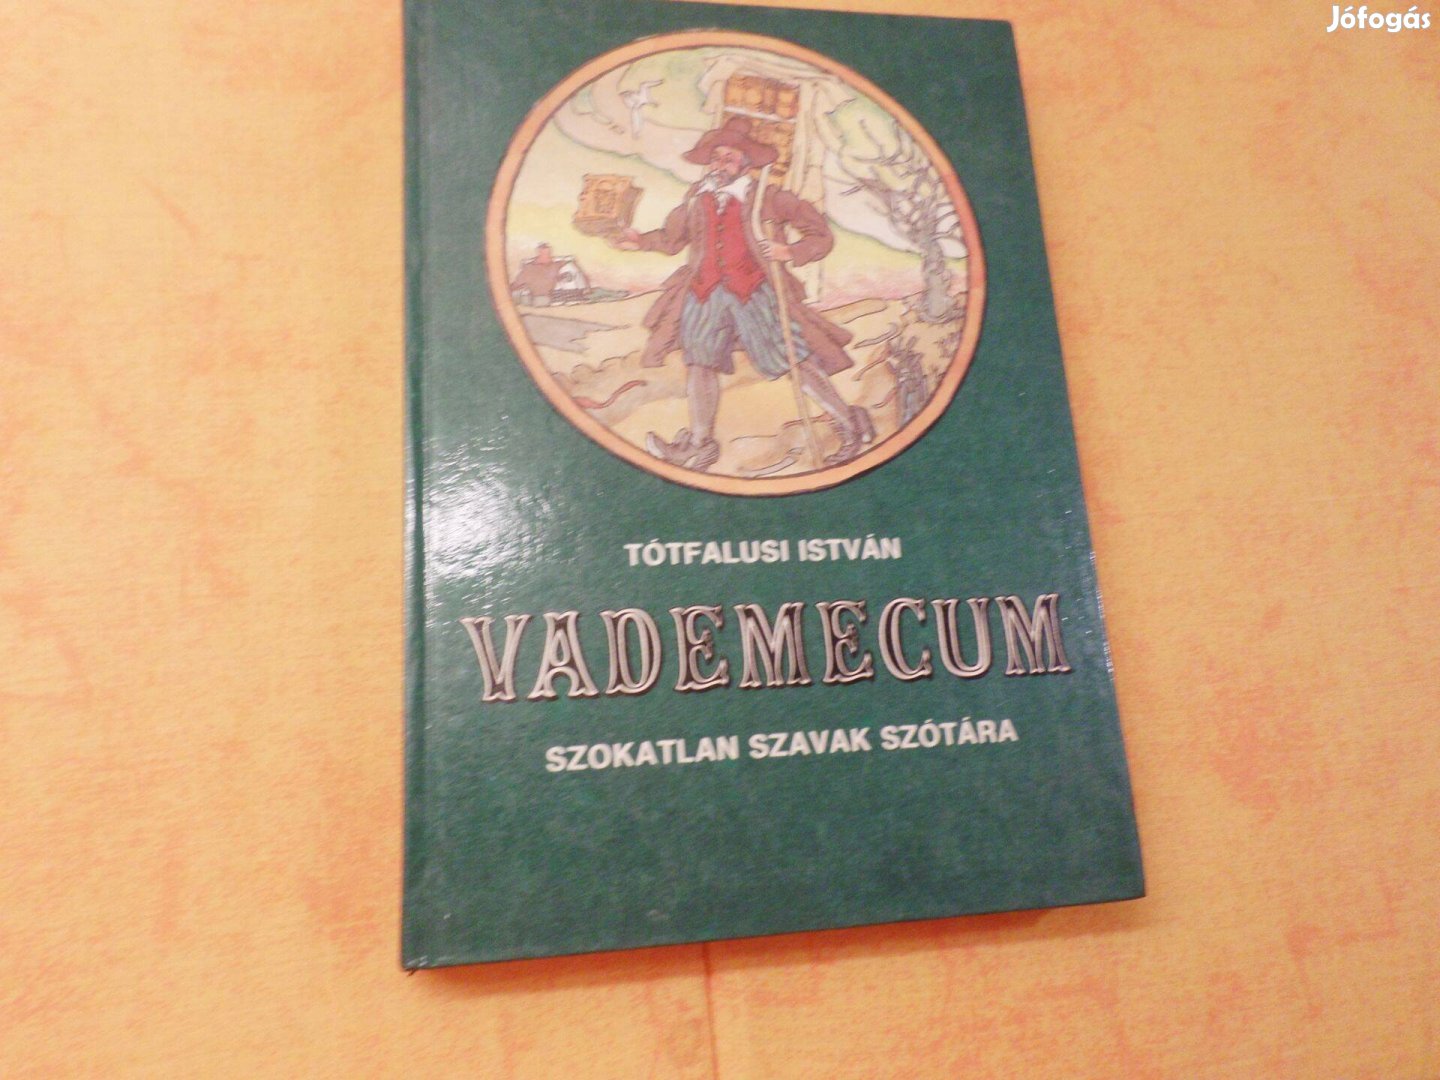 Jófogás
TÓTFALUSI ISTVÁN
VADEMECUM
SZOKATLAN SZAVAK SZÓTÁRA